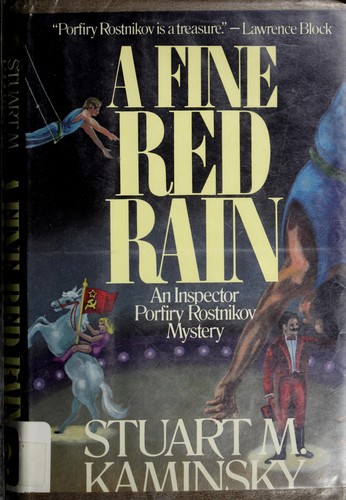 "Porfiry Rostnikov is a treasure." — Lawrence Block
A FINE
RED
RAIN
An Inspector
Porfiry Rostnikov
Mystery
STUART M.
KAMINSKY
STUART M.
A FINE RED RAIN